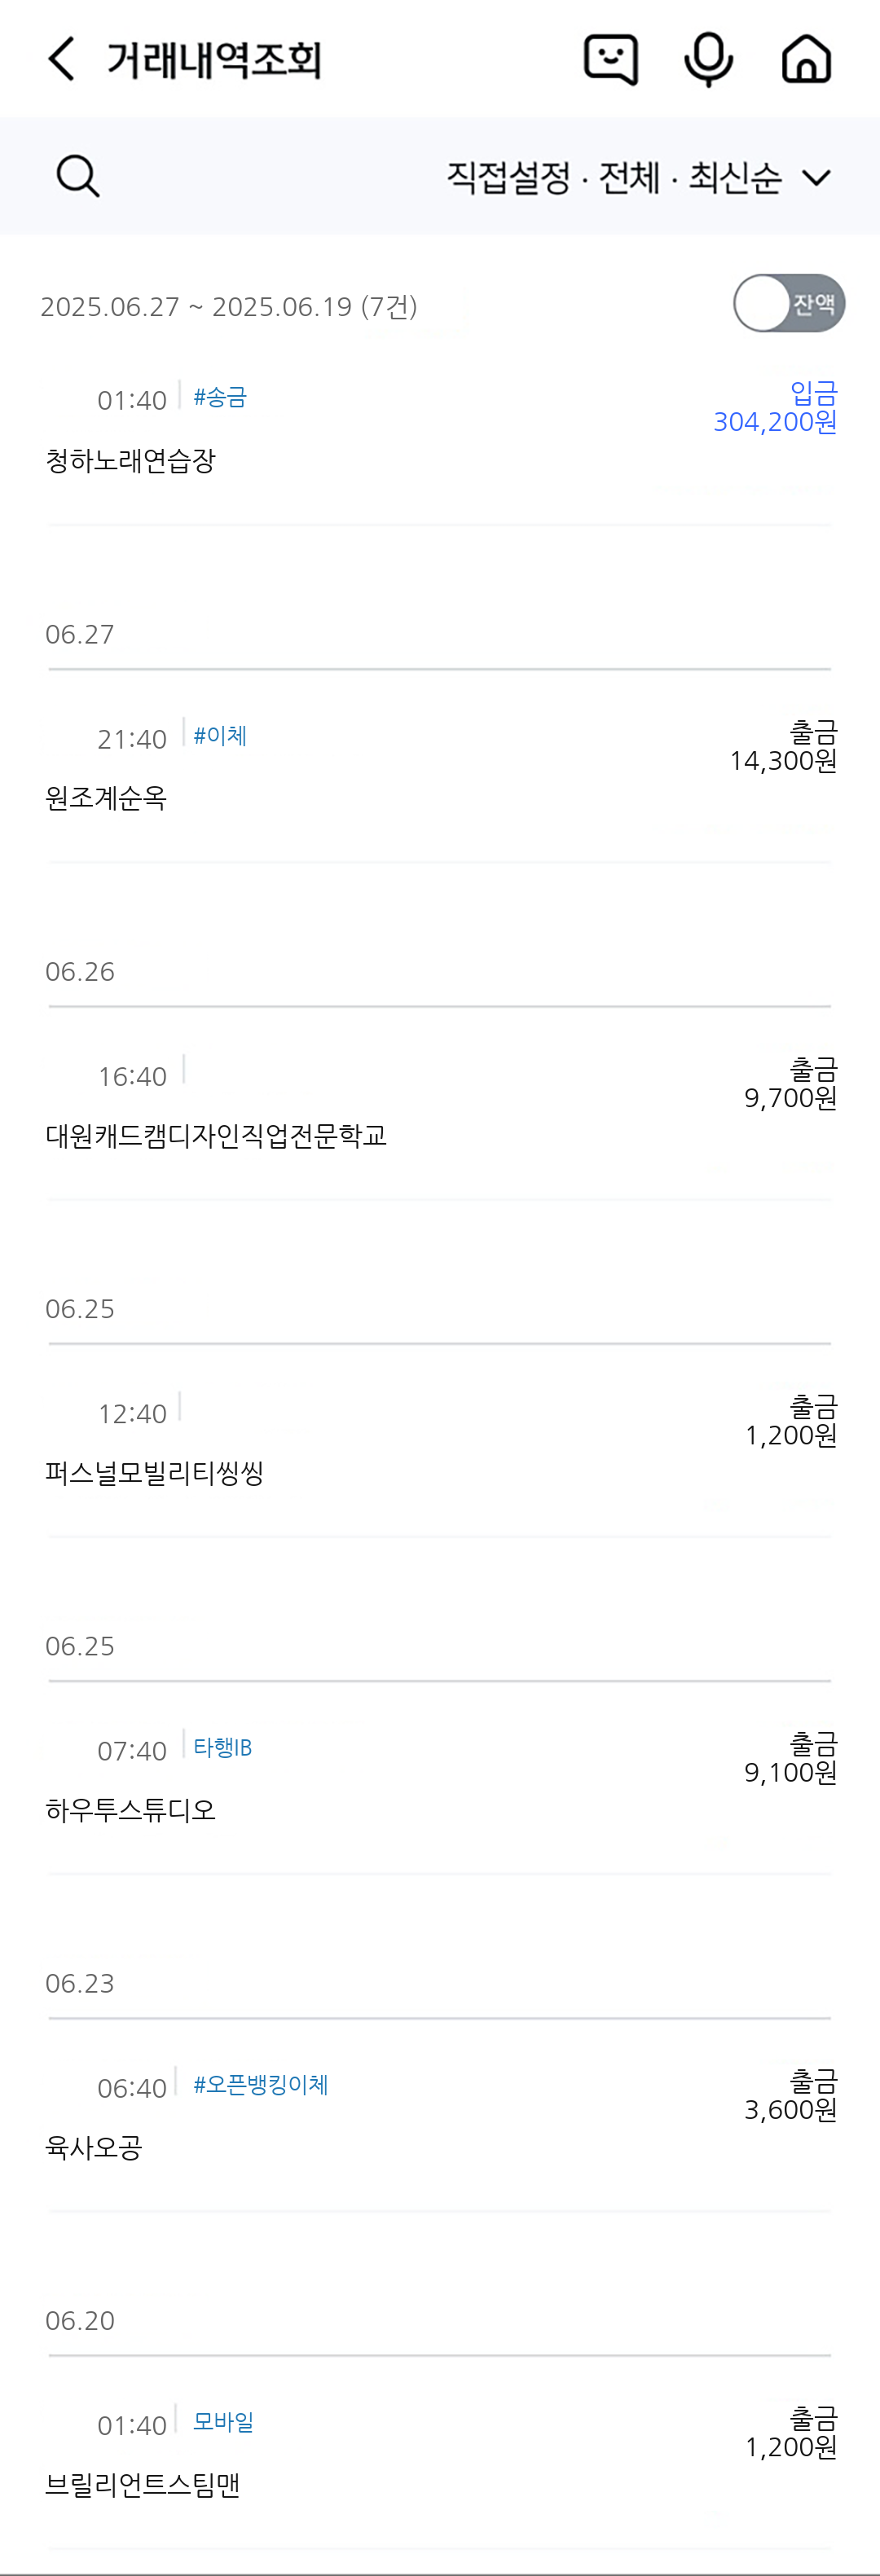 거래내역조회
직접설정 · 전체 · 최신순
2025.06.27 ~ 2025.06.19 (7건)
잔액
01:40 #송금 입금
304,200원
청하노래연습장
06.27
21:40 #이체 출금
14,300원
원조계순옥
06.26
16:40 출금
9,700원
대원캐드캠디자인직업전문학교
06.25
12:40 출금
1,200원
퍼스널모빌리티씽씽
06.25
07:40 타행IB 출금
9,100원
하우투스튜디오
06.23
06:40 #오픈뱅킹이체 출금
3,600원
육사오공
06.20
01:40 모바일 출금
1,200원
브릴리언트스팀맨